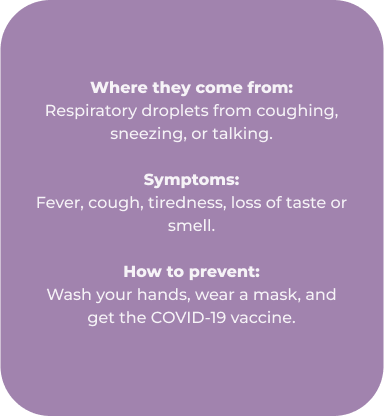 Where they come from:
Respiratory droplets from coughing,
sneezing, or talking.
Symptoms:
Fever, cough, tiredness, loss of taste or
smell.
How to prevent:
Wash your hands, wear a mask, and
get the COVID-19 vaccine.